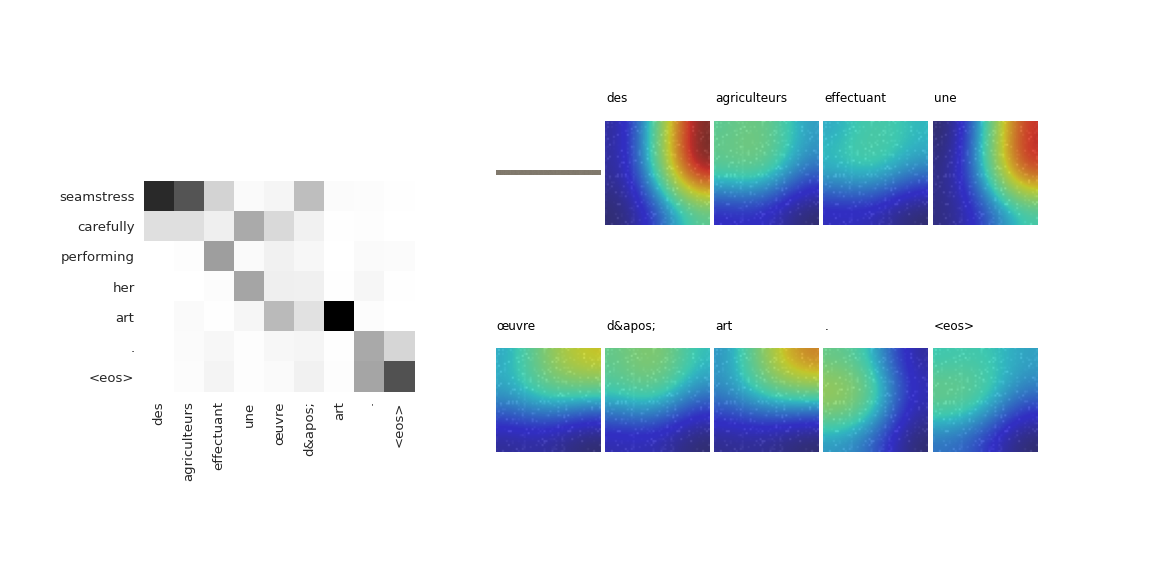 des agriculteurs effectuant une
seamstress
carefully
performing
her
art
.
<eos>
des agriculteurs effectuant une œuvre d&apos; art . <eos>
œuvre d&apos; art . <eos>